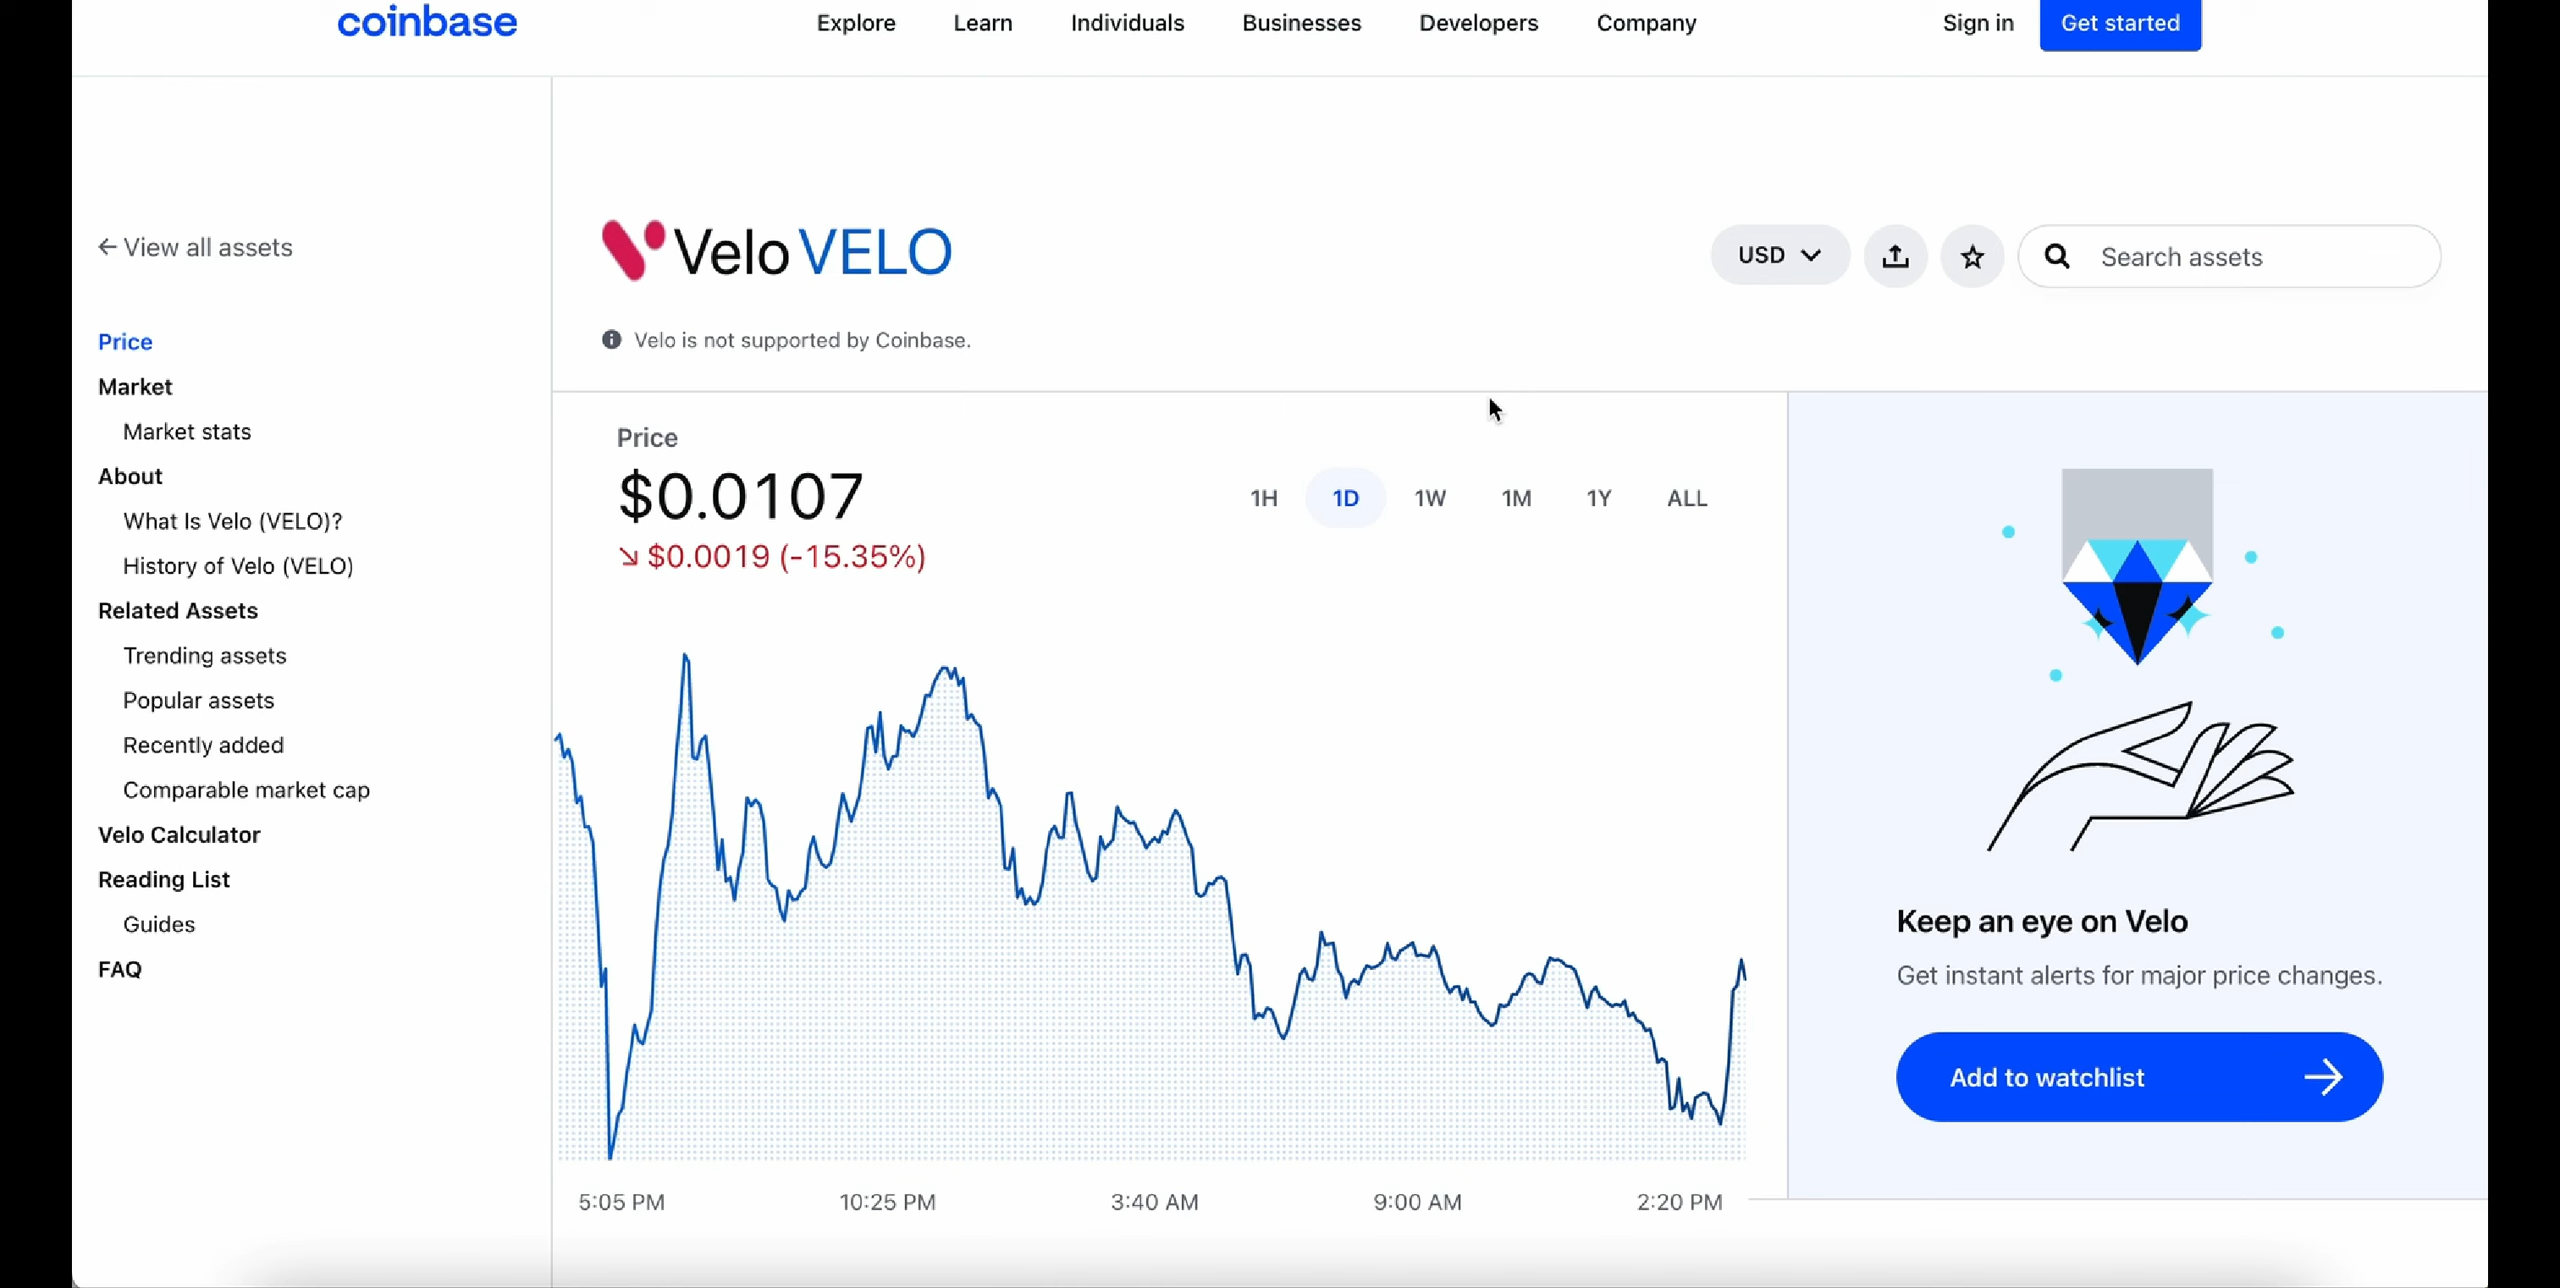 coinbase
Explore Learn Individuals Businesses Developers Company Sign in Get started
← View all assets
Velo VELO
USD
Search assets
Velo is not supported by Coinbase.
Price
Market
Market stats
About
What Is Velo (VELO)?
History of Velo (VELO)
Related Assets
Trending assets
Popular assets
Recently added
Comparable market cap
Velo Calculator
Reading List
Guides
FAQ
Price
$0.0107
↘ $0.0019 (-15.35%)
1H 1D 1W 1M 1Y ALL
5:05 PM 10:25 PM 3:40 AM 9:00 AM 2:20 PM
Keep an eye on Velo
Get instant alerts for major price changes.
Add to watchlist →